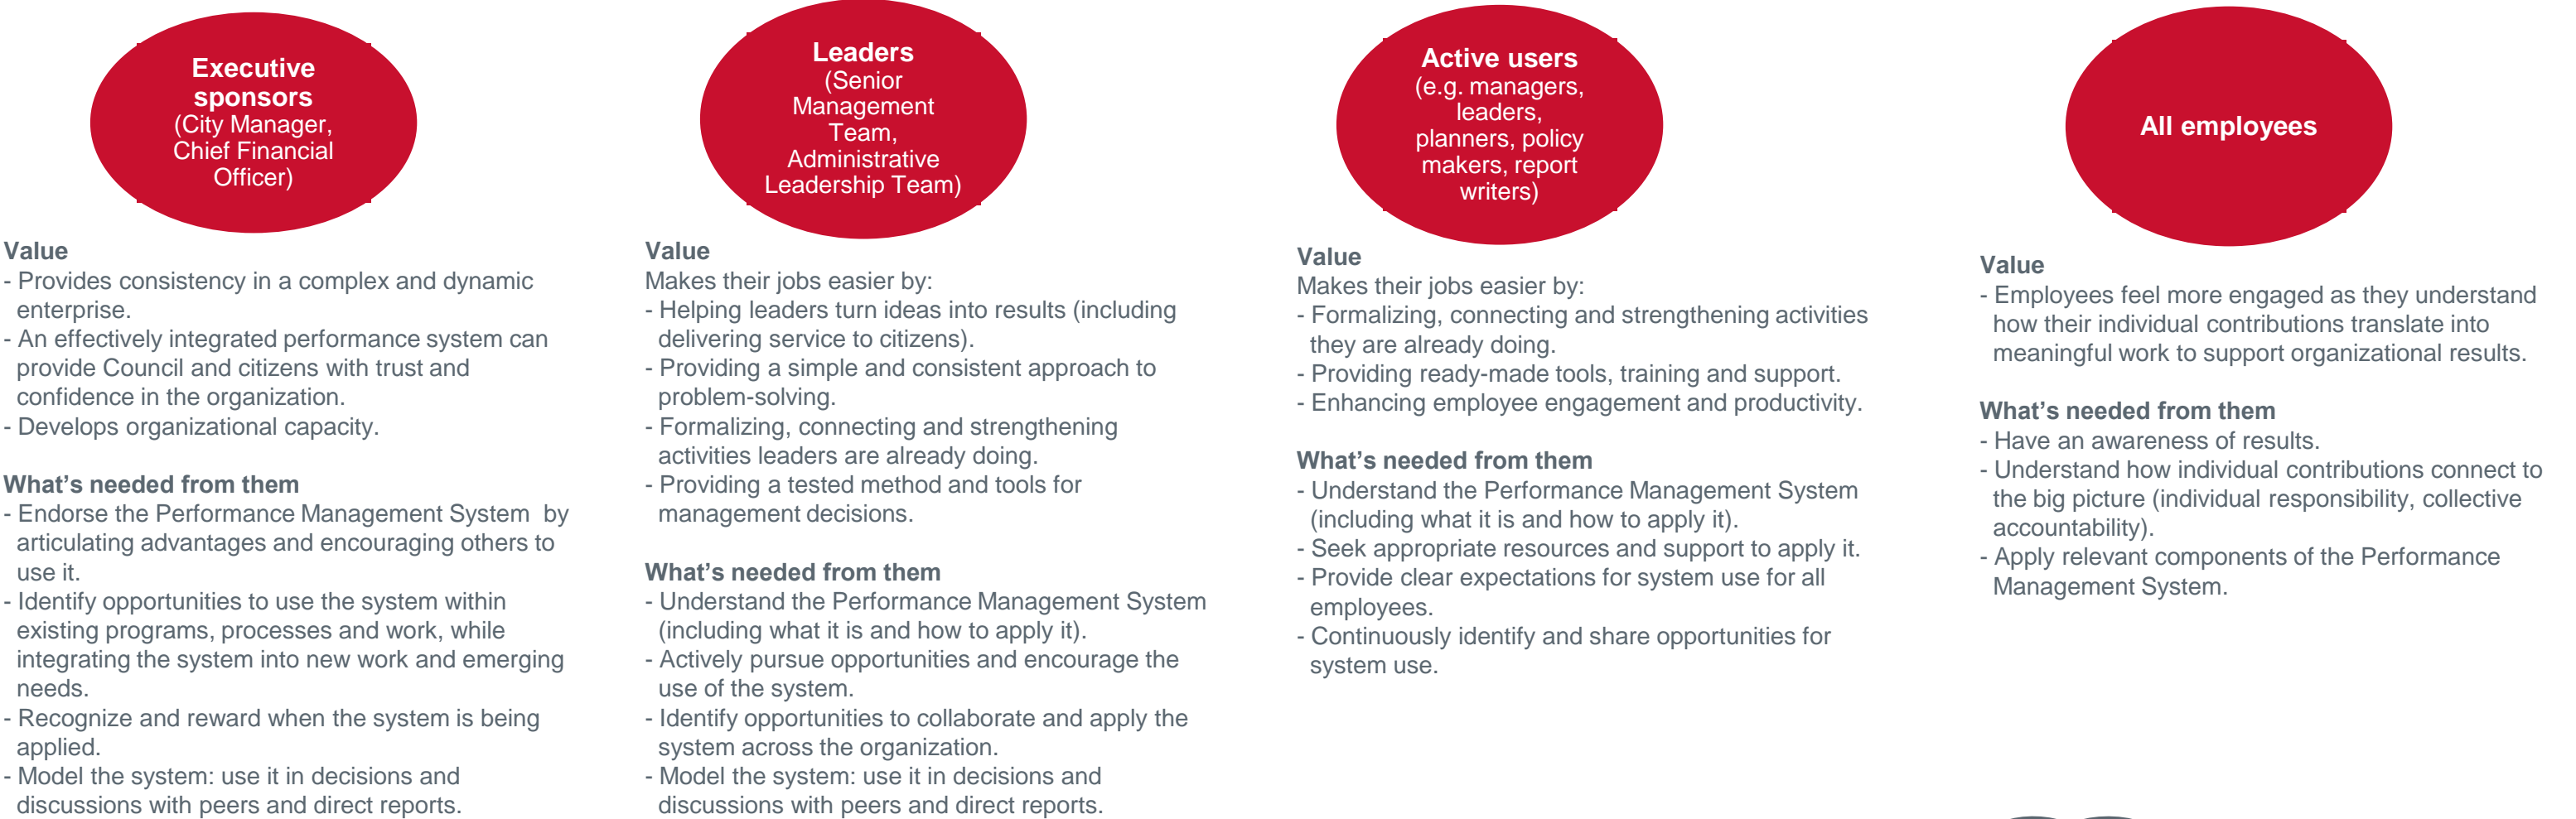 Executive
sponsors
(City Manager,
Chief Financial
Officer)
Value
- Provides consistency in a complex and dynamic
enterprise.
- An effectively integrated performance system can
provide Council and citizens with trust and
confidence in the organization.
- Develops organizational capacity.
What's needed from them
- Endorse the Performance Management System  by
articulating advantages and encouraging others to
use it.
- Identify opportunities to use the system within
existing programs, processes and work, while
integrating the system into new work and emerging
needs.
- Recognize and reward when the system is being
applied.
- Model the system: use it in decisions and
discussions with peers and direct reports.
Leaders
(Senior
Management
Team,
Administrative
Leadership Team)
Value
Makes their jobs easier by:
- Helping leaders turn ideas into results (including
delivering service to citizens).
- Providing a simple and consistent approach to
problem-solving.
- Formalizing, connecting and strengthening
activities leaders are already doing.
- Providing a tested method and tools for
management decisions.
What's needed from them
- Understand the Performance Management System
(including what it is and how to apply it).
- Actively pursue opportunities and encourage the
use of the system.
- Identify opportunities to collaborate and apply the
system across the organization.
- Model the system: use it in decisions and
discussions with peers and direct reports.
Active users
(e.g. managers,
leaders,
planners, policy
makers, report
writers)
Value
Makes their jobs easier by:
- Formalizing, connecting and strengthening activities
they are already doing.
- Providing ready-made tools, training and support.
- Enhancing employee engagement and productivity.
What's needed from them
- Understand the Performance Management System
(including what it is and how to apply it).
- Seek appropriate resources and support to apply it.
- Provide clear expectations for system use for all
employees.
- Continuously identify and share opportunities for
system use.
All employees
Value
- Employees feel more engaged as they understand
how their individual contributions translate into
meaningful work to support organizational results.
What's needed from them
- Have an awareness of results.
- Understand how individual contributions connect to
the big picture (individual responsibility, collective
accountability).
- Apply relevant components of the Performance
Management System.